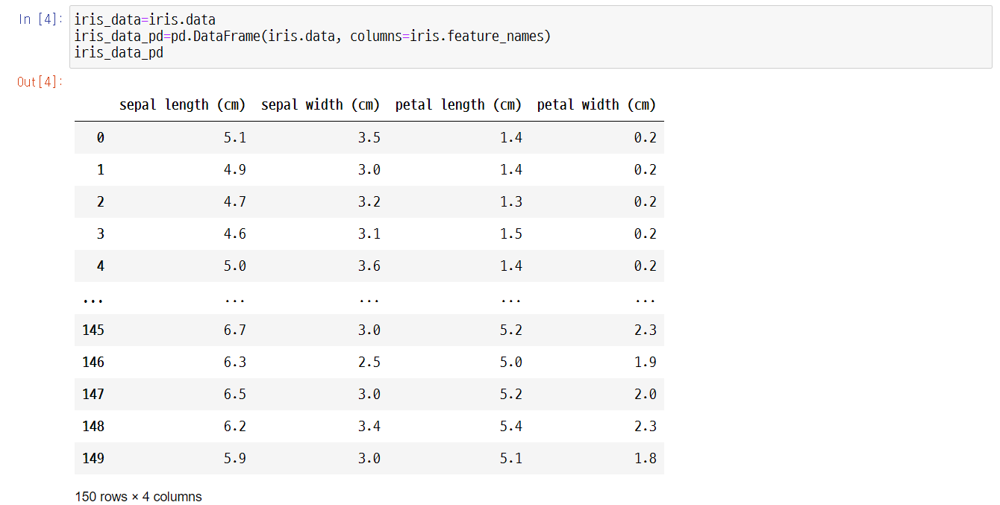 In [4]: iris_data=iris.data
iris_data_pd=pd.DataFrame(iris.data, columns=iris.feature_names)
iris_data_pd
Out[4]:
sepal length (cm) sepal width (cm) petal length (cm) petal width (cm)
0 5.1 3.5 1.4 0.2
1 4.9 3.0 1.4 0.2
2 4.7 3.2 1.3 0.2
3 4.6 3.1 1.5 0.2
4 5.0 3.6 1.4 0.2
... ... ... ... ...
145 6.7 3.0 5.2 2.3
146 6.3 2.5 5.0 1.9
147 6.5 3.0 5.2 2.0
148 6.2 3.4 5.4 2.3
149 5.9 3.0 5.1 1.8
150 rows × 4 columns